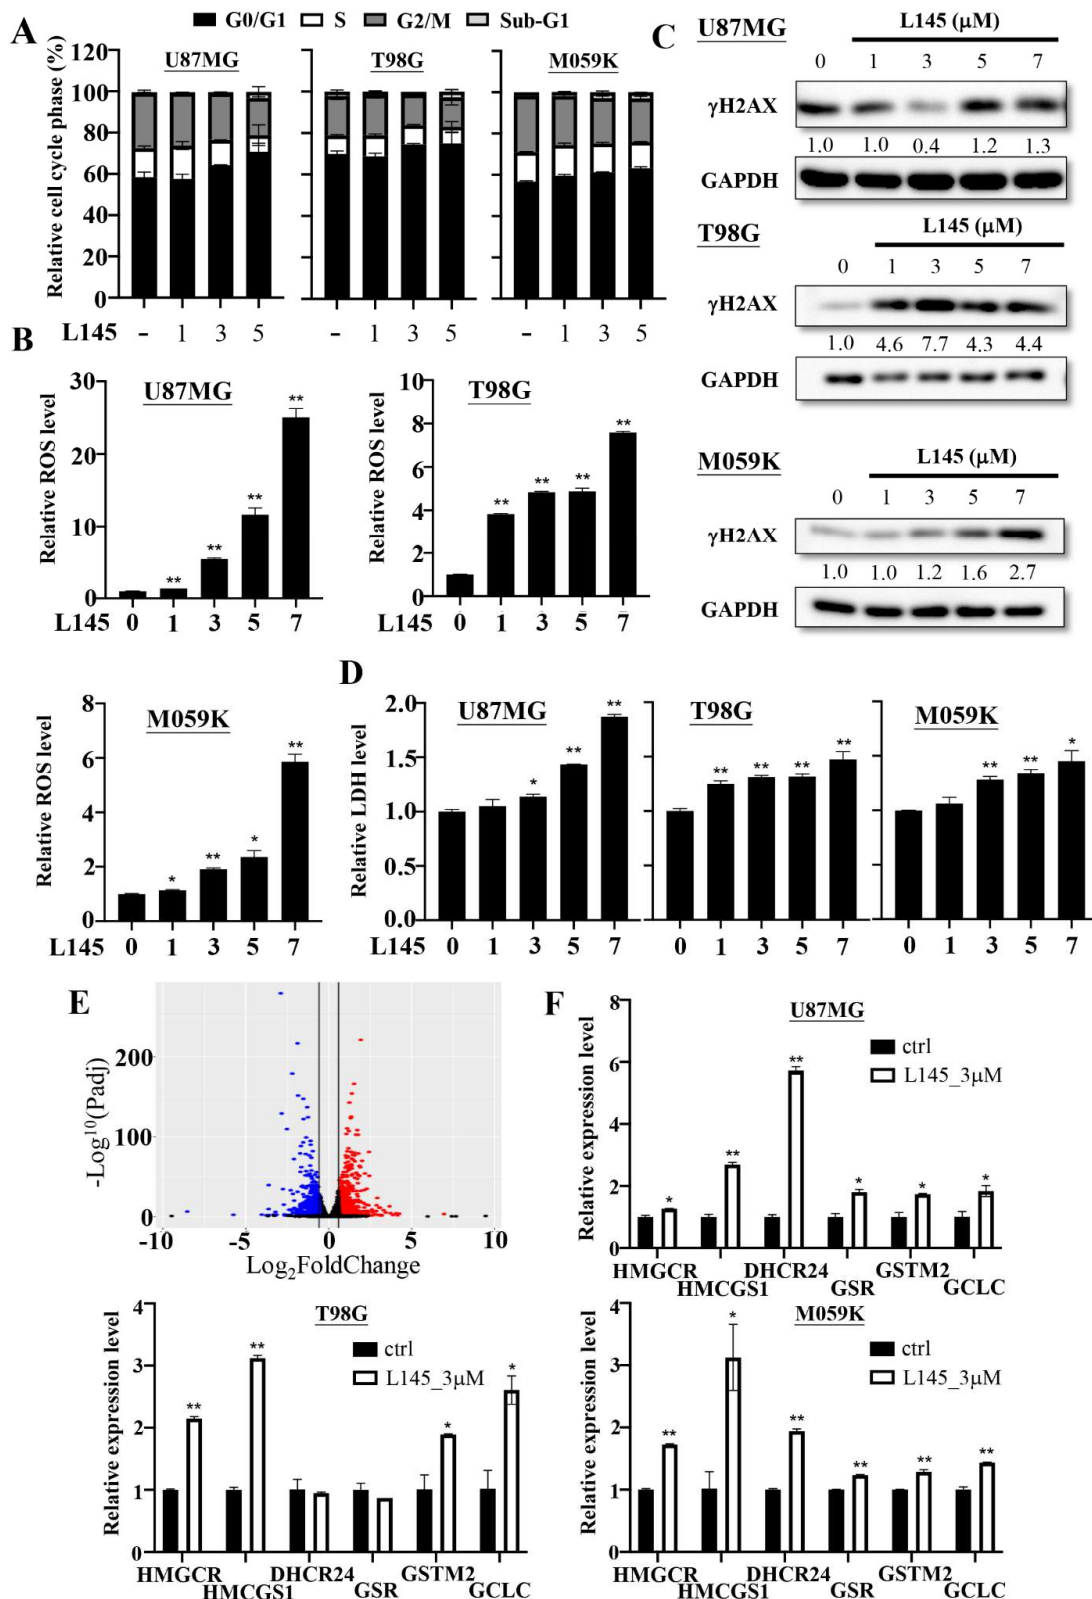 A
G0/G1 S G2/M Sub-G1
Relative cell cycle phase (%)
120
100
80
60
40
20
0
U87MG
T98G
M059K
L145 - 1 3 5 - 1 3 5 - 1 3 5
B
U87MG
Relative ROS level
30
20
10
0
**
**
**
**
L145 0 1 3 5 7
T98G
Relative ROS level
10
8
6
4
2
0
**
**
**
**
L145 0 1 3 5 7
M059K
Relative ROS level
8
6
4
2
0
*
**
*
**
L145 0 1 3 5 7
C
U87MG
L145 (μM)
0 1 3 5 7
γH2AX
1.0 1.0 0.4 1.2 1.3
GAPDH
T98G
L145 (μM)
0 1 3 5 7
γH2AX
1.0 4.6 7.7 4.3 4.4
GAPDH
M059K
L145 (μM)
0 1 3 5 7
γH2AX
1.0 1.0 1.2 1.6 2.7
GAPDH
D
Relative LDH level
2.0
1.5
1.0
0.5
0.0
U87MG
*
**
**
T98G
**
**
**
**
M059K
**
**
*
L145 0 1 3 5 7 0 1 3 5 7 0 1 3 5 7
E
-Log10(Padj)
200
100
0
-10 -5 0 5 10
Log2FoldChange
F
U87MG
ctrl
L145_3μM
Relative expression level
8
6
4
2
0
*
**
**
*
*
*
HMGCR HMCGS1 DHCR24 GSR GSTM2 GCLC
T98G
ctrl
L145_3μM
Relative expression level
4
3
2
1
0
**
**
*
*
HMGCR HMCGS1 DHCR24 GSR GSTM2 GCLC
M059K
ctrl
L145_3μM
Relative expression level
4
3
2
1
0
**
*
**
**
**
**
HMGCR HMCGS1 DHCR24 GSR GSTM2 GCLC